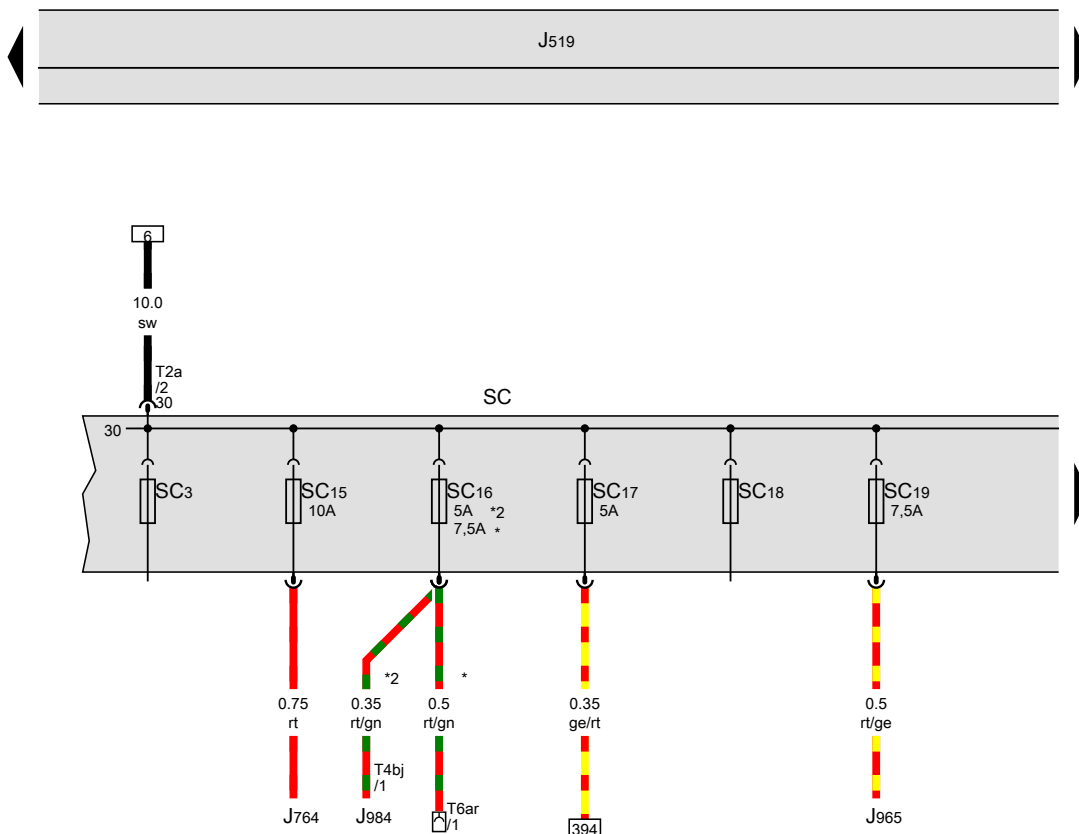 J519
6
10.0
sw
T2a
/2
30
SC
30
SC3
SC15
10A
SC16
5A *2
7,5A *
SC17
5A
SC18
SC19
7,5A
*2
*
0.75
rt
0.35
rt/gn
0.5
rt/gn
0.35
ge/rt
0.5
rt/ge
T4bj
/1
T6ar
/1
J764
J984
394
J965